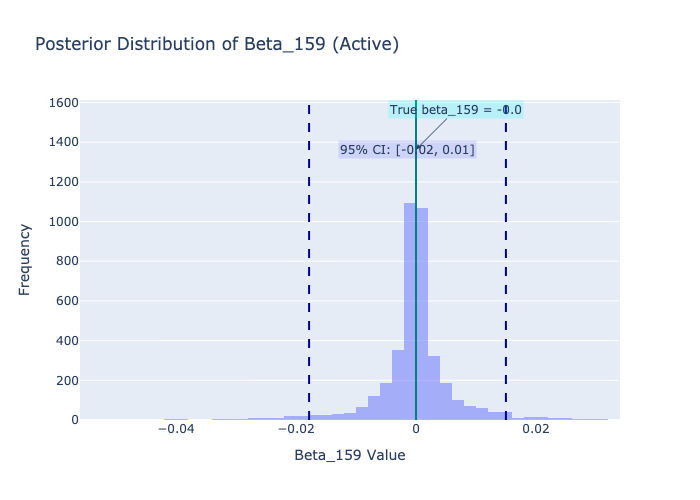 Posterior Distribution of Beta_159 (Active)
1600
1400
1200
1000
800
600
400
200
0
Frequency
True beta_159 = -0.0
95% CI: [-0.02, 0.01]
−0.04
−0.02
0
0.02
Beta_159 Value